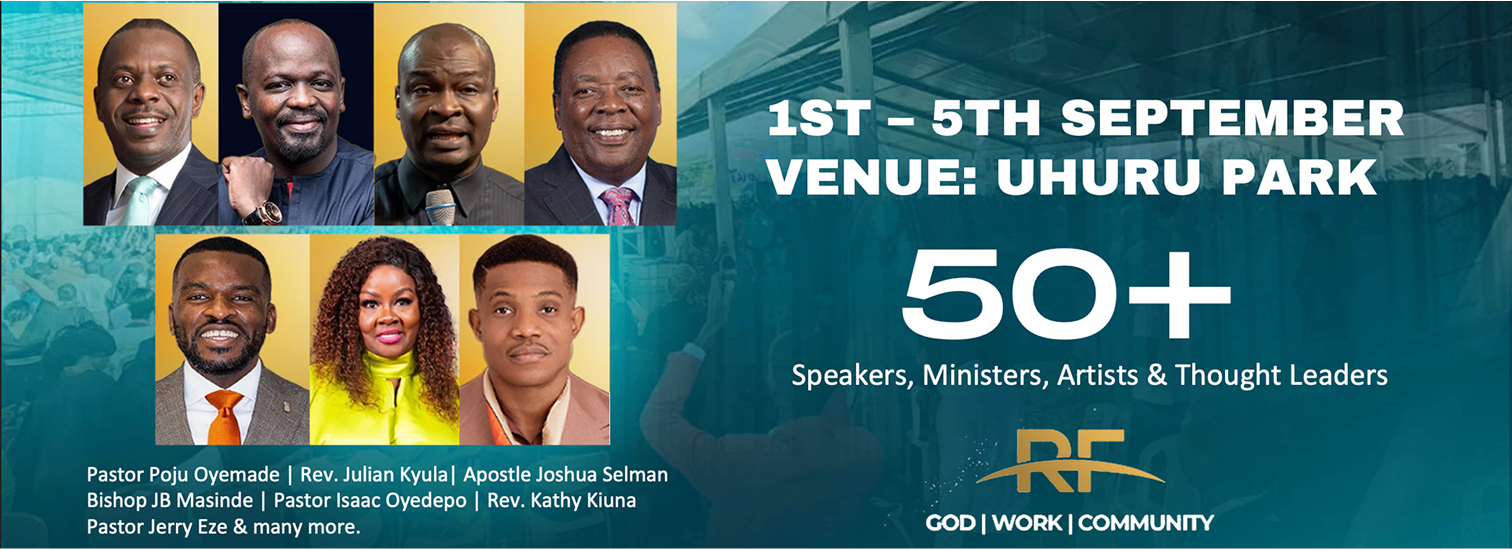 1ST – 5TH SEPTEMBER
VENUE: UHURU PARK
50+
Speakers, Ministers, Artists & Thought Leaders
RF
GOD | WORK | COMMUNITY
Pastor Poju Oyemade | Rev. Julian Kyula| Apostle Joshua Selman
Bishop JB Masinde | Pastor Isaac Oyedepo | Rev. Kathy Kiuna
Pastor Jerry Eze & many more.